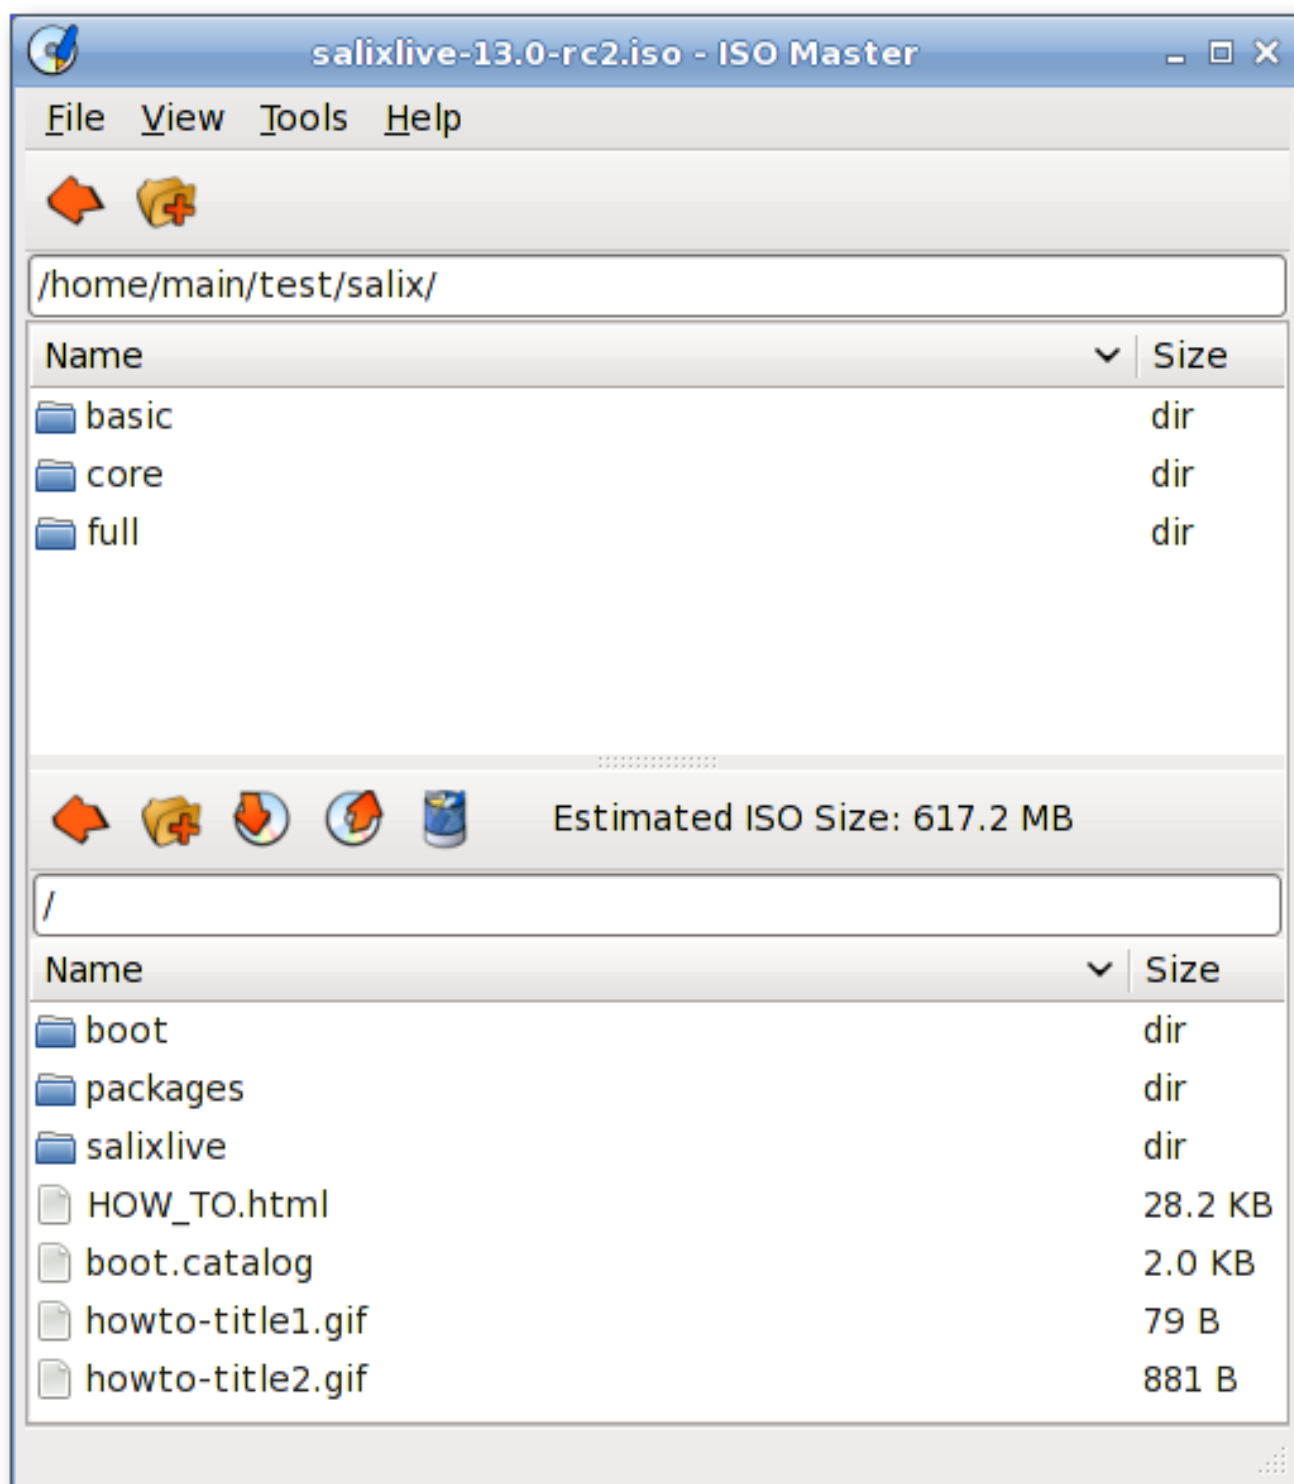 salixlive-13.0-rc2.iso - ISO Master
File View Tools Help
/home/main/test/salix/
Name Size
basic dir
core dir
full dir
Estimated ISO Size: 617.2 MB
/
Name Size
boot dir
packages dir
salixlive dir
HOW_TO.html 28.2 KB
boot.catalog 2.0 KB
howto-title1.gif 79 B
howto-title2.gif 881 B